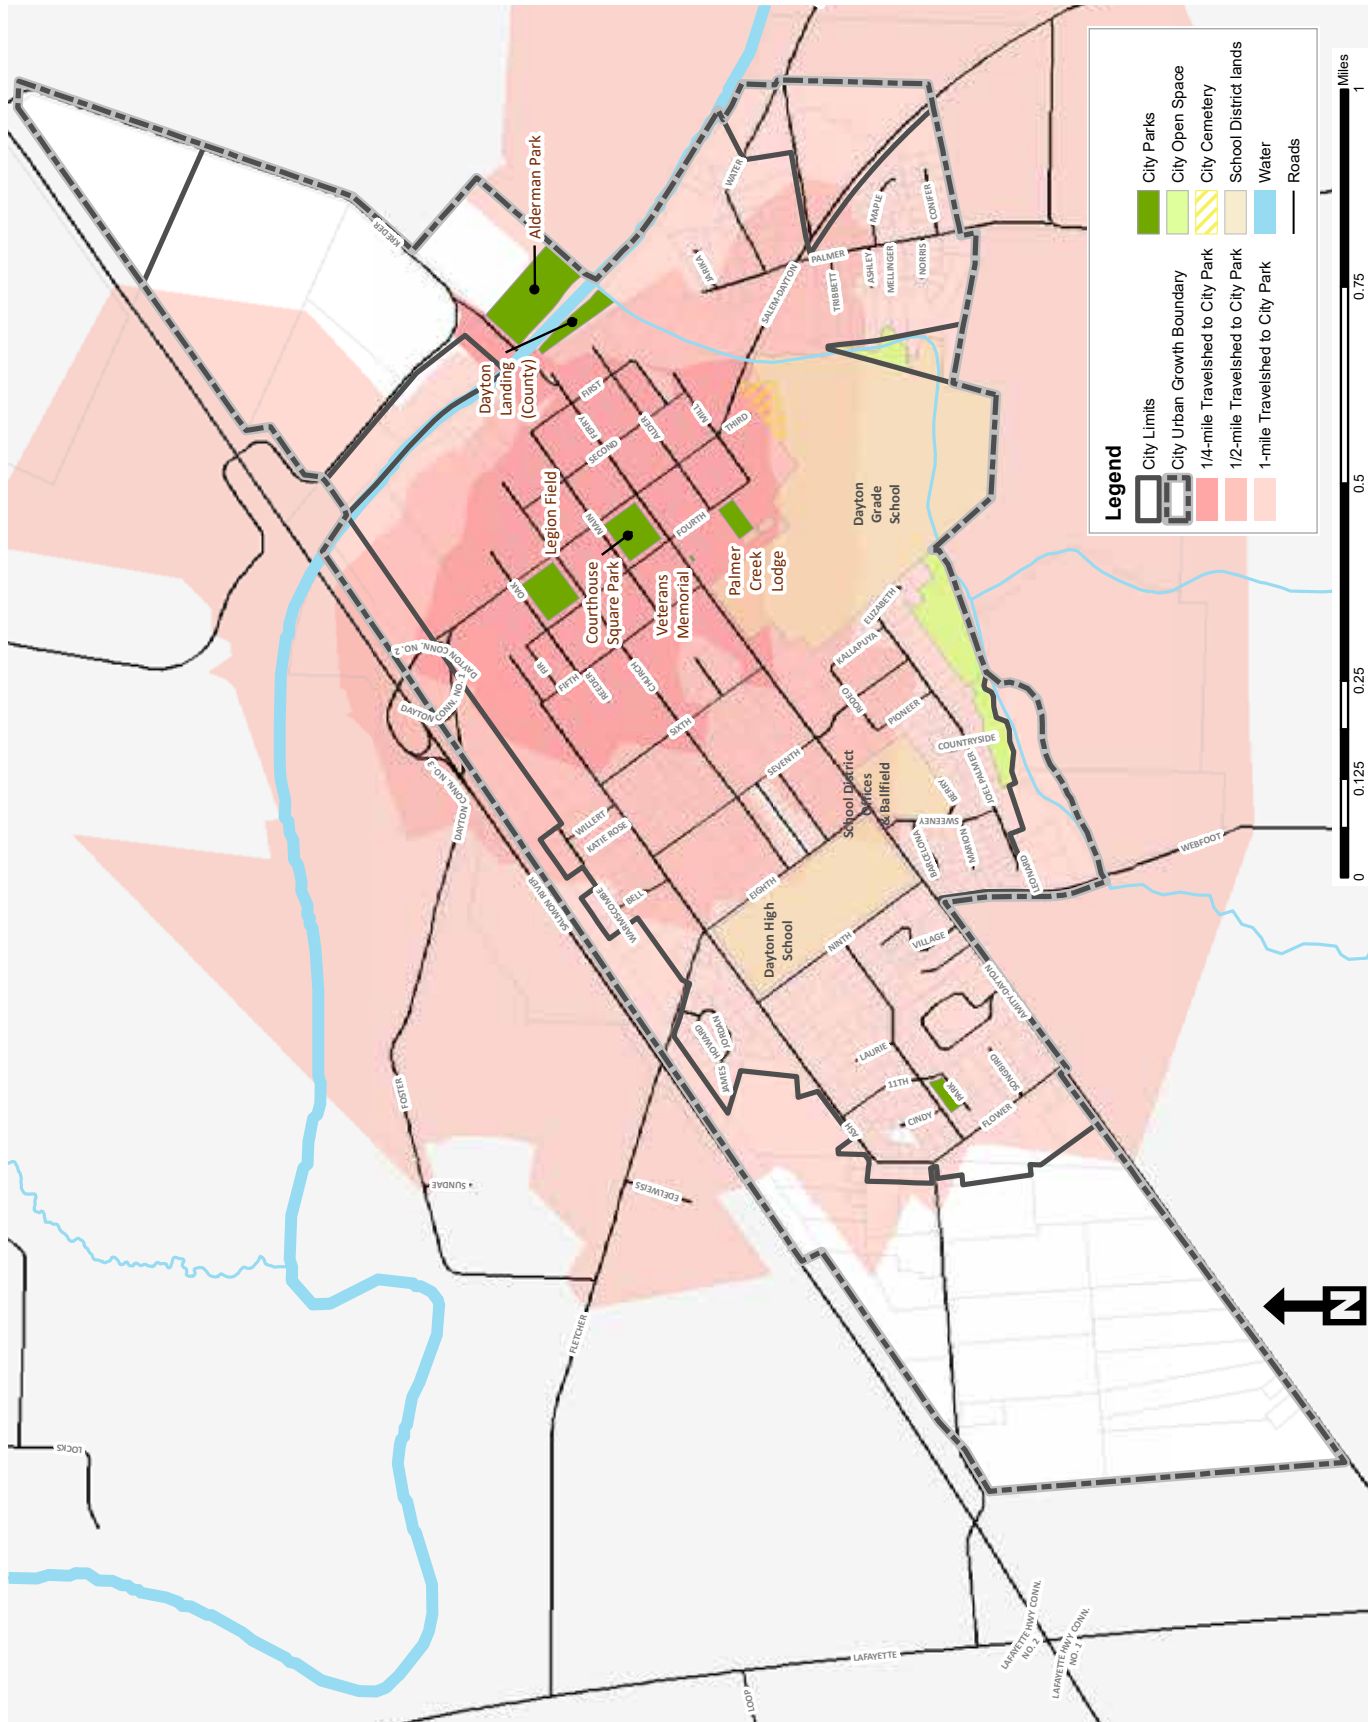 KREDER
Alderman Park
Dayton
Landing
(County)
WATER
JARIKA
SALEM-DAYTON
PALMER
TRIBBETT
ASHLEY
MAPLE
MELLINGER
NORRIS
CONIFER
FIRST
FERRY
SECOND
ALDER
MILL
THIRD
Legion Field
MAIN
FOURTH
OAK
Courthouse
Square Park
Veterans
Memorial
Palmer
Creek
Lodge
Dayton
Grade
School
DAYTON CONN. NO. 2
DAYTON CONN. NO. 1
DAYTON CONN. NO. 3
FIR
FIFTH
REEDER
CHURCH
SIXTH
SEVENTH
ELIZABETH
KALLAPUYA
RODEO
PIONEER
COUNTRYSIDE
JOEL PALMER
School District
Offices
& Ballfield
BERRY
SWEENEY
BARCELONA
MARION
LEONARD
WEBFOOT
WILLERT
KATIE ROSE
BELL
WARMSCOMBE
SALMON RIVER
EIGHTH
Dayton High
School
NINTH
VILLAGE
AMITY-DAYTON
HOWARD
JORDAN
JAMES
LAURIE
11TH
PARK
SONGBIRD
CINDY
FLOWER
ASH
FOSTER
SUNDAE
EDELWEISS
FLETCHER
LOCKS
LAFAYETTE
LOOP
LAFAYETTE HWY CONN.
NO. 2
LAFAYETTE HWY CONN.
NO. 1
Legend
City Limits
City Urban Growth Boundary
1/4-mile Travelshed to City Park
1/2-mile Travelshed to City Park
1-mile Travelshed to City Park
City Parks
City Open Space
City Cemetery
School District lands
Water
Roads
0
0.125
0.25
0.5
0.75
1
Miles
N